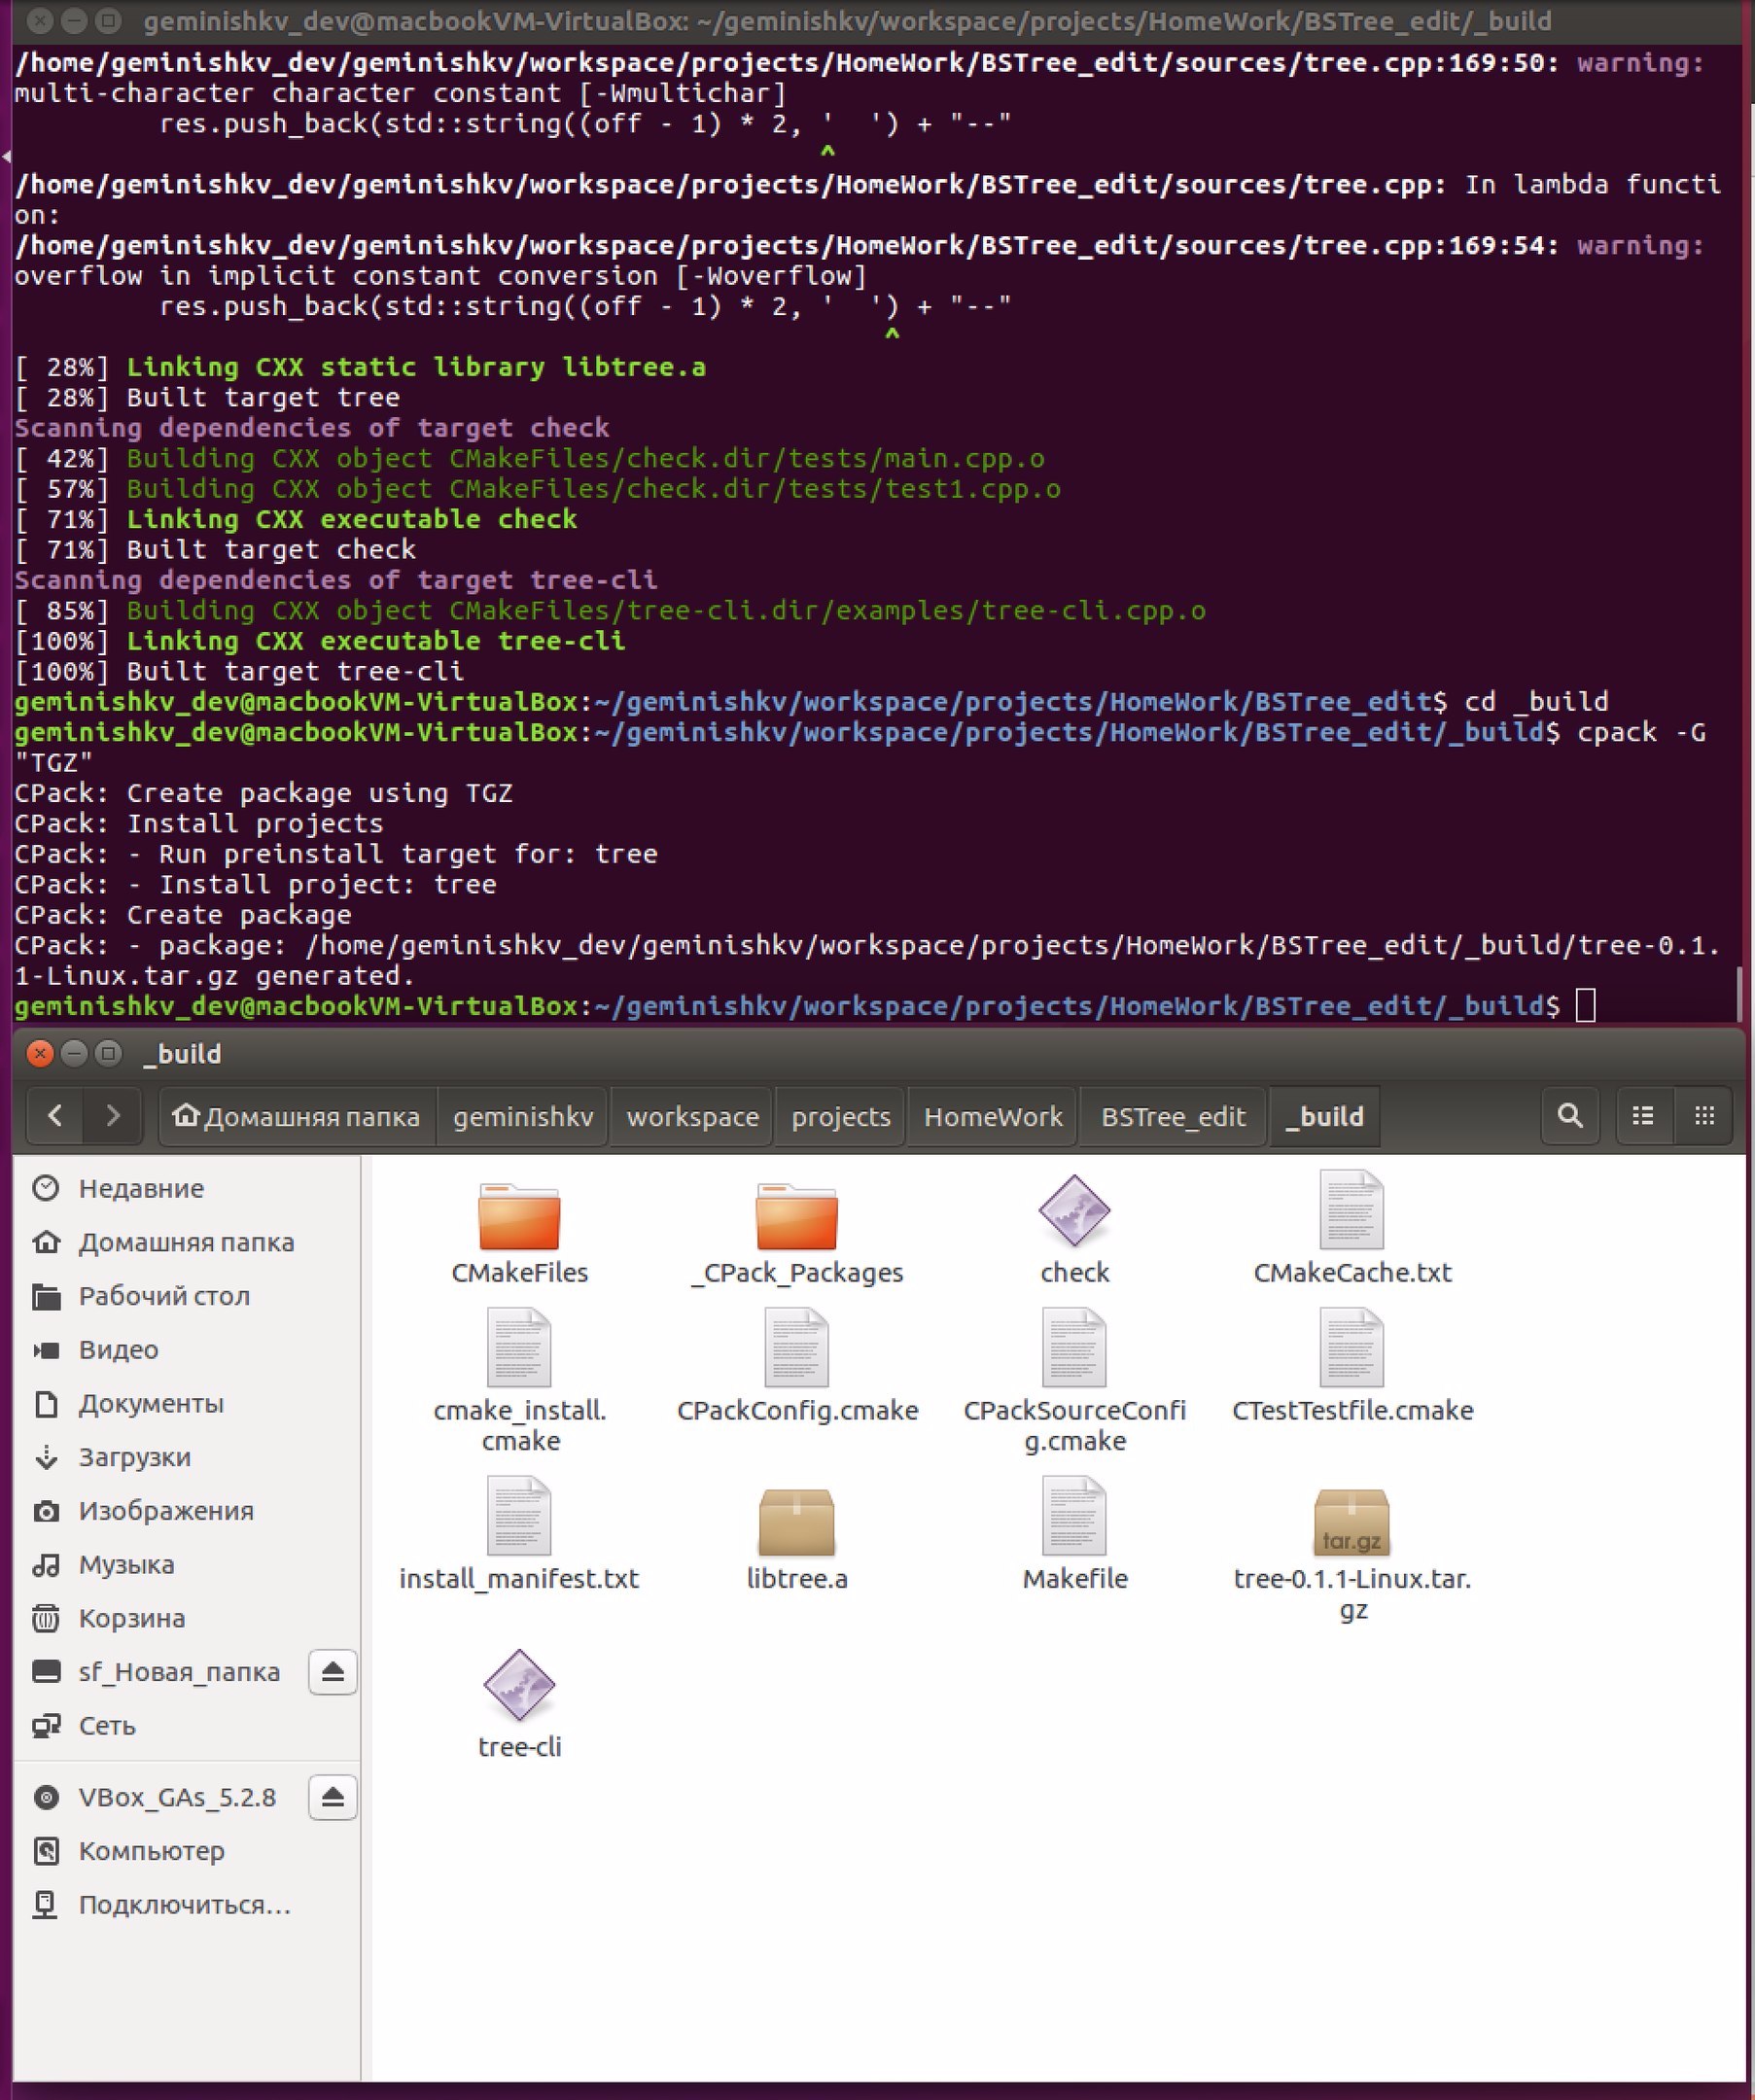 geminishkv_dev@macbookVM-VirtualBox: ~/geminishkv/workspace/projects/HomeWork/BSTree_edit/_build
/home/geminishkv_dev/geminishkv/workspace/projects/HomeWork/BSTree_edit/sources/tree.cpp:169:50: warning:
multi-character character constant [-Wmultichar]
         res.push_back(std::string((off - 1) * 2, '  ') + "--"
                                                  ^
/home/geminishkv_dev/geminishkv/workspace/projects/HomeWork/BSTree_edit/sources/tree.cpp: In lambda functi
on:
/home/geminishkv_dev/geminishkv/workspace/projects/HomeWork/BSTree_edit/sources/tree.cpp:169:54: warning:
overflow in implicit constant conversion [-Woverflow]
         res.push_back(std::string((off - 1) * 2, '  ') + "--"
                                                      ^
[ 28%] Linking CXX static library libtree.a
[ 28%] Built target tree
Scanning dependencies of target check
[ 42%] Building CXX object CMakeFiles/check.dir/tests/main.cpp.o
[ 57%] Building CXX object CMakeFiles/check.dir/tests/test1.cpp.o
[ 71%] Linking CXX executable check
[ 71%] Built target check
Scanning dependencies of target tree-cli
[ 85%] Building CXX object CMakeFiles/tree-cli.dir/examples/tree-cli.cpp.o
[100%] Linking CXX executable tree-cli
[100%] Built target tree-cli
geminishkv_dev@macbookVM-VirtualBox:~/geminishkv/workspace/projects/HomeWork/BSTree_edit$ cd _build
geminishkv_dev@macbookVM-VirtualBox:~/geminishkv/workspace/projects/HomeWork/BSTree_edit/_build$ cpack -G
"TGZ"
CPack: Create package using TGZ
CPack: Install projects
CPack: - Run preinstall target for: tree
CPack: - Install project: tree
CPack: Create package
CPack: - package: /home/geminishkv_dev/geminishkv/workspace/projects/HomeWork/BSTree_edit/_build/tree-0.1.
1-Linux.tar.gz generated.
geminishkv_dev@macbookVM-VirtualBox:~/geminishkv/workspace/projects/HomeWork/BSTree_edit/_build$
_build
Домашняя папка geminishkv workspace projects HomeWork BSTree_edit _build
Недавние
Домашняя папка
Рабочий стол
Видео
Документы
Загрузки
Изображения
Музыка
Корзина
sf_Новая_папка
Сеть
VBox_GAs_5.2.8
Компьютер
Подключиться…
CMakeFiles _CPack_Packages check CMakeCache.txt
cmake_install. CPackConfig.cmake CPackSourceConfi CTestTestfile.cmake
cmake g.cmake
tar.gz
install_manifest.txt libtree.a Makefile tree-0.1.1-Linux.tar.
gz
tree-cli